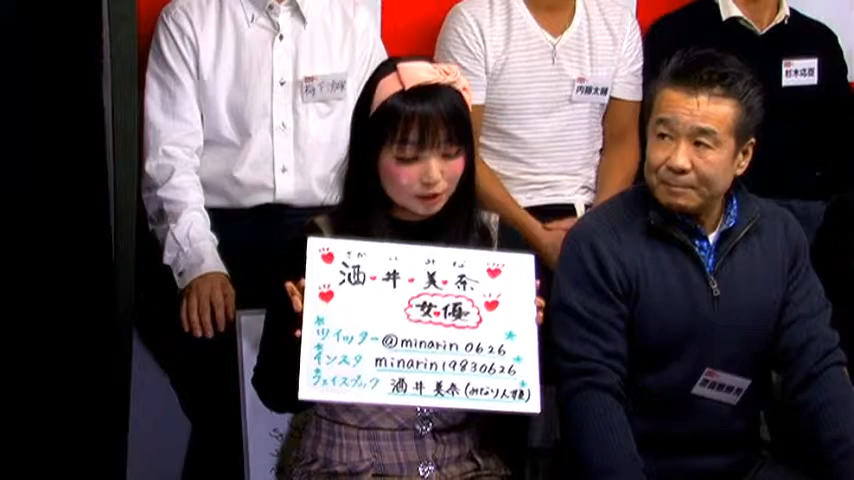 さかいみな
酒井美奈
女優
ツイッター @minarin0626
インスタ minarin19830626
フェイスブック 酒井美奈(みなりん
内藤太輔